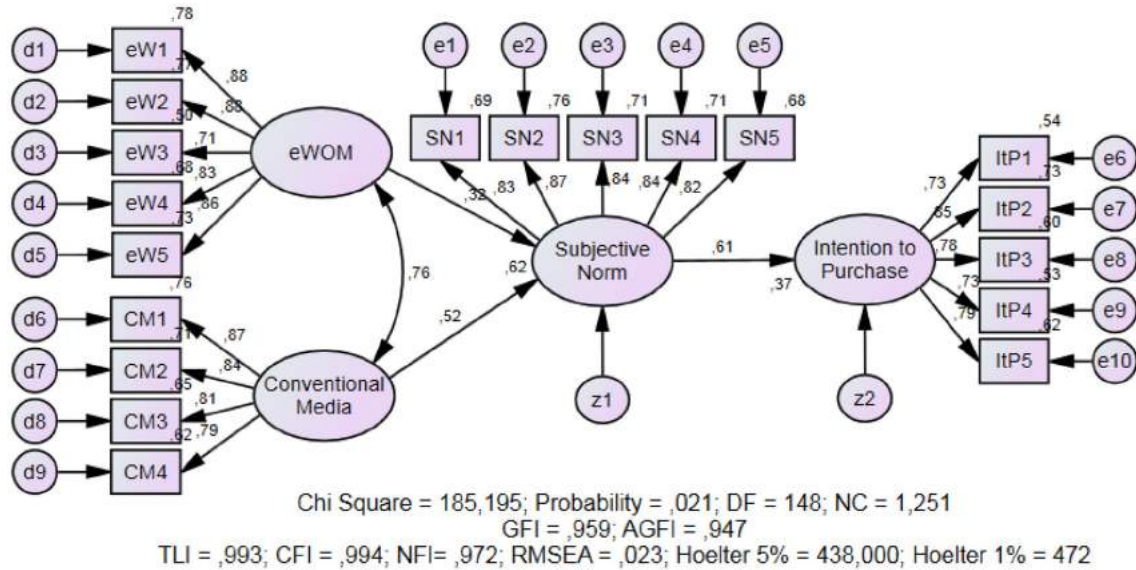 ,78
d1 eW1
,77
,88
d2 eW2
,50
,88
d3 eW3
,71
,68
d4 eW4
,83
,73
,86
d5 eW5
eWOM
,76
d6 CM1
,71
,87
d7 CM2
,84
,65
d8 CM3
,81
,62
,79
d9 CM4
Conventional
Media
,76
,32
,52
e1 e2 e3 e4 e5
,69 ,76 ,71 ,71 ,68
SN1 SN2 SN3 SN4 SN5
,83 ,87 ,84 ,84 ,82
,62
Subjective
Norm
z1
,61
,37
Intention to
Purchase
z2
,54
ItP1 e6
,73
,73
ItP2 e7
,85
,60
ItP3 e8
,78
,53
ItP4 e9
,73
,62
,79
ItP5 e10
Chi Square = 185,195; Probability = ,021; DF = 148; NC = 1,251
GFI = ,959; AGFI = ,947
TLI = ,993; CFI = ,994; NFI= ,972; RMSEA = ,023; Hoelter 5% = 438,000; Hoelter 1% = 472